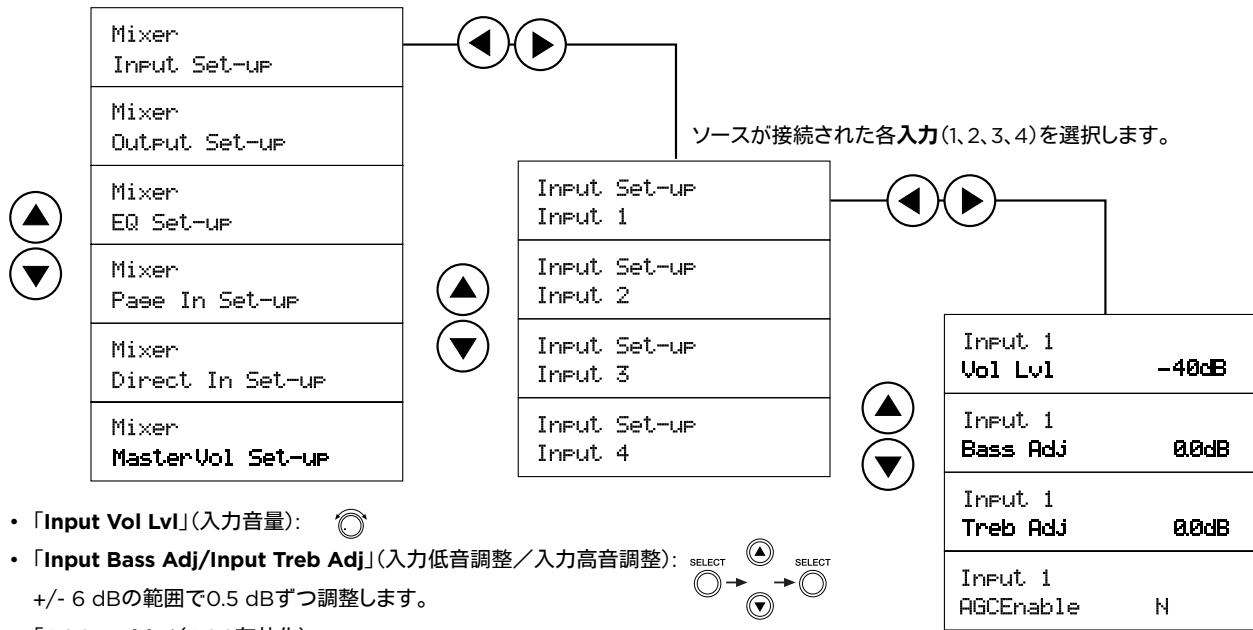 Mixer
Input Set-up
Mixer
Output Set-up
Mixer
EQ Set-up
Mixer
Page In Set-up
Mixer
Direct In Set-up
Mixer
MasterVol Set-up
ソースが接続された各入力(1、2、3、4)を選択します。
Input Set-up
Input 1
Input Set-up
Input 2
Input Set-up
Input 3
Input Set-up
Input 4
Input 1
Vol Lvl -40dB
Input 1
Bass Adj 0.0dB
Input 1
Treb Adj 0.0dB
Input 1
AGCEnable N
• 「Input Vol Lvl」(入力音量):
• 「Input Bass Adj/Input Treb Adj」(入力低音調整／入力高音調整): SELECT SELECT
+/- 6 dBの範囲で0.5 dBずつ調整します。